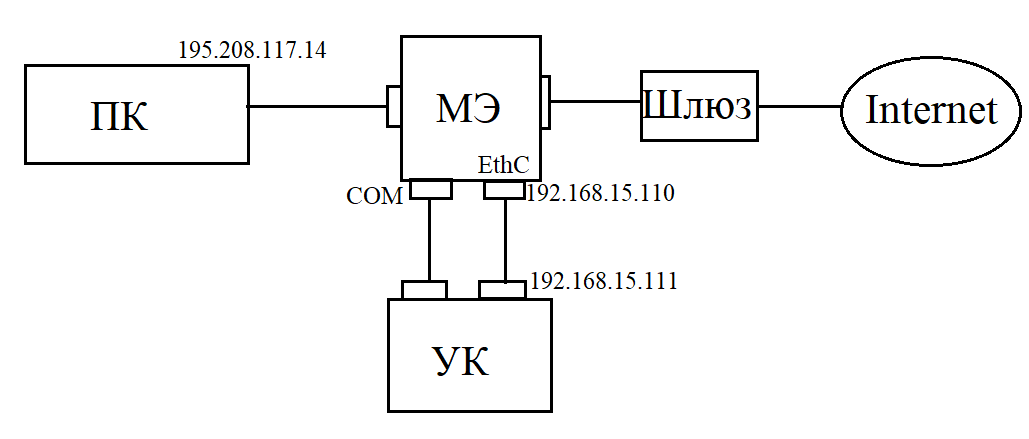 195.208.117.14
ПК
МЭ
Шлюз
Internet
EthC
COM
192.168.15.110
192.168.15.111
УК